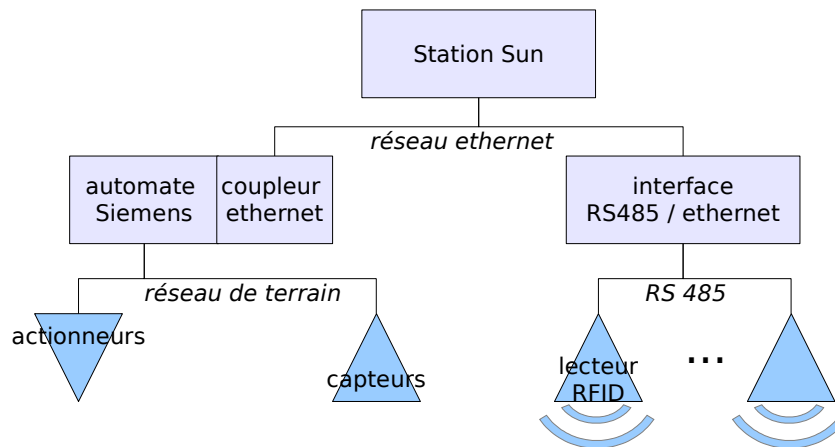 Station Sun
réseau ethernet
automate
Siemens
coupleur
ethernet
interface
RS485 / ethernet
réseau de terrain
RS 485
actionneurs
capteurs
lecteur
RFID
...